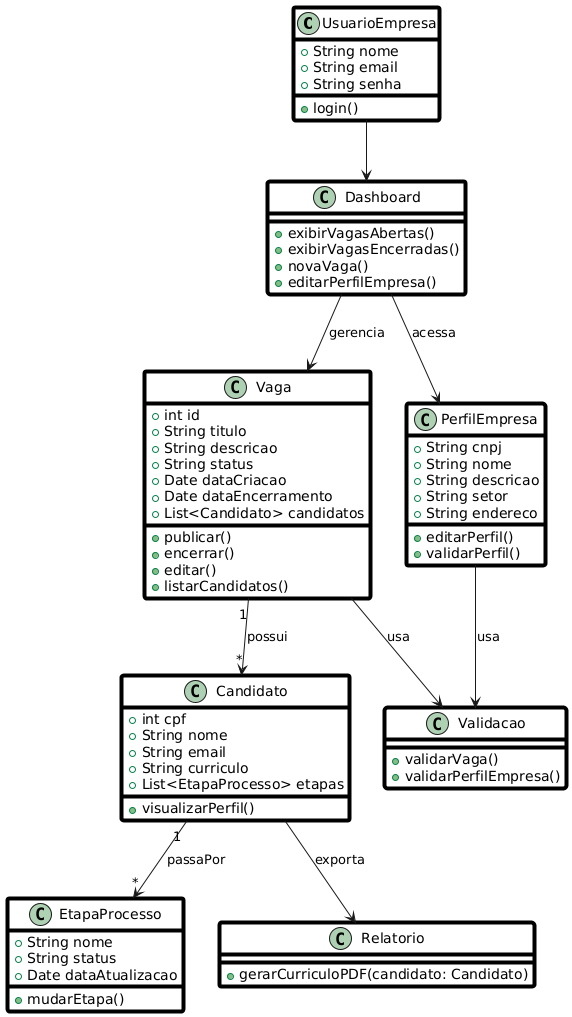 C UsuarioEmpresa
String nome
String email
String senha
login()
C Dashboard
exibirVagasAbertas()
exibirVagasEncerradas()
novaVaga()
editarPerfilEmpresa()
gerencia
acessa
C Vaga
int id
String titulo
String descricao
String status
Date dataCriacao
Date dataEncerramento
List<Candidato> candidatos
publicar()
encerrar()
editar()
listarCandidatos()
C PerfilEmpresa
String cnpj
String nome
String descricao
String setor
String endereco
editarPerfil()
validarPerfil()
1
possui
*
usa
usa
C Candidato
int cpf
String nome
String email
String curriculo
List<EtapaProcesso> etapas
visualizarPerfil()
C Validacao
validarVaga()
validarPerfilEmpresa()
1
passaPor
*
exporta
C EtapaProcesso
String nome
String status
Date dataAtualizacao
mudarEtapa()
C Relatorio
gerarCurriculoPDF(candidato: Candidato)